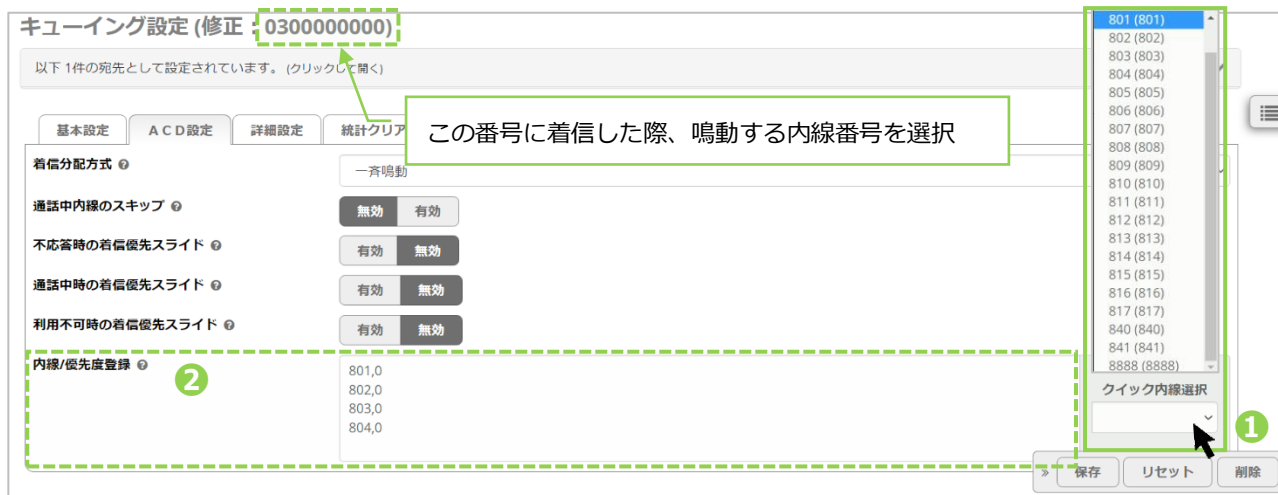 キューイング設定 (修正：0300000000)
以下 1件の宛先として設定されています。 (クリックして開く)
基本設定 ＡＣＤ設定 詳細設定 統計クリア
この番号に着信した際、鳴動する内線番号を選択
着信分配方式
一斉鳴動
通話中内線のスキップ
無効 有効
不応答時の着信優先スライド
有効 無効
通話中時の着信優先スライド
有効 無効
利用不可時の着信優先スライド
有効 無効
内線/優先度登録
2
801,0
802,0
803,0
804,0
801 (801)
802 (802)
803 (803)
804 (804)
805 (805)
806 (806)
807 (807)
808 (808)
809 (809)
810 (810)
811 (811)
812 (812)
813 (813)
814 (814)
815 (815)
816 (816)
817 (817)
840 (840)
841 (841)
8888 (8888)
クイック内線選択
1
» 保存 リセット 削除